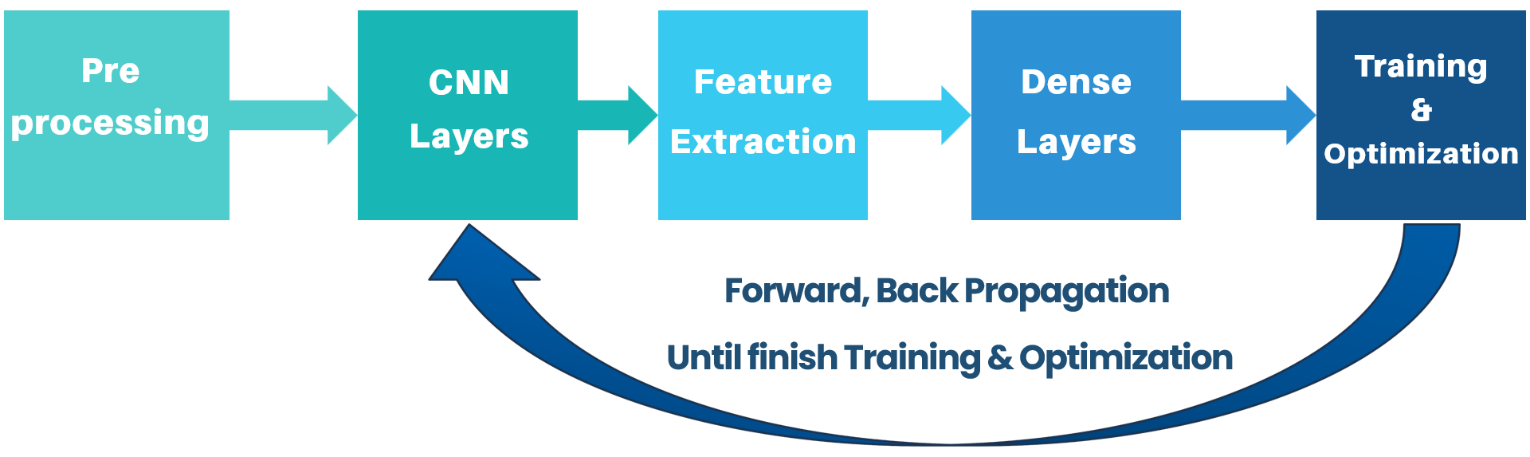 Pre
processing
CNN
Layers
Feature
Extraction
Dense
Layers
Training
&
Optimization
Forward, Back Propagation
Until finish Training & Optimization